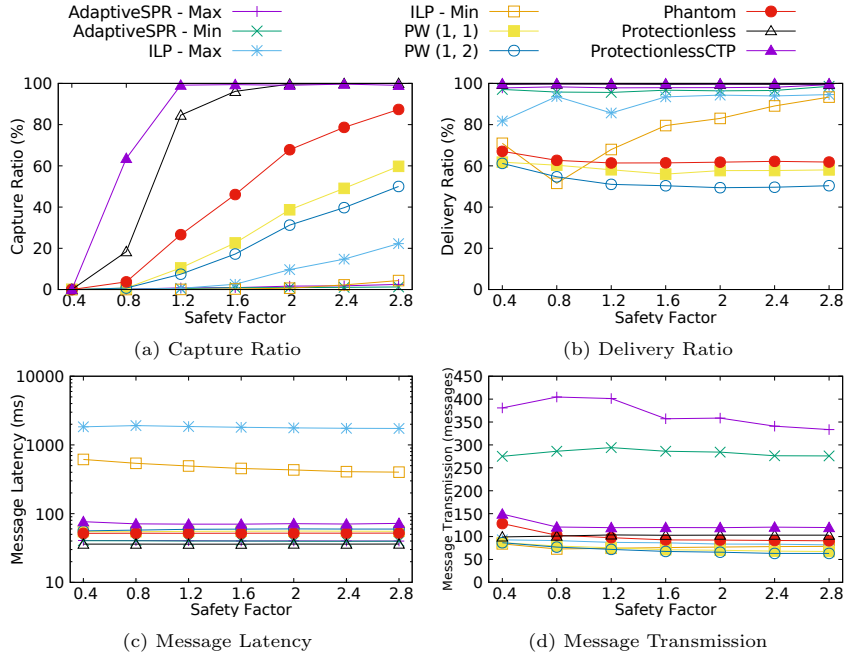 AdaptiveSPR - Max
AdaptiveSPR - Min
ILP - Max
ILP - Min
PW (1, 1)
PW (1, 2)
Phantom
Protectionless
ProtectionlessCTP
Capture Ratio (%)
100
80
60
40
20
0
0.4 0.8 1.2 1.6 2 2.4 2.8
Safety Factor
(a) Capture Ratio
Delivery Ratio (%)
100
80
60
40
20
0
0.4 0.8 1.2 1.6 2 2.4 2.8
Safety Factor
(b) Delivery Ratio
Message Latency (ms)
10000
1000
100
10
0.4 0.8 1.2 1.6 2 2.4 2.8
Safety Factor
(c) Message Latency
Message Transmission (messages)
450
400
350
300
250
200
150
100
50
0
0.4 0.8 1.2 1.6 2 2.4 2.8
Safety Factor
(d) Message Transmission